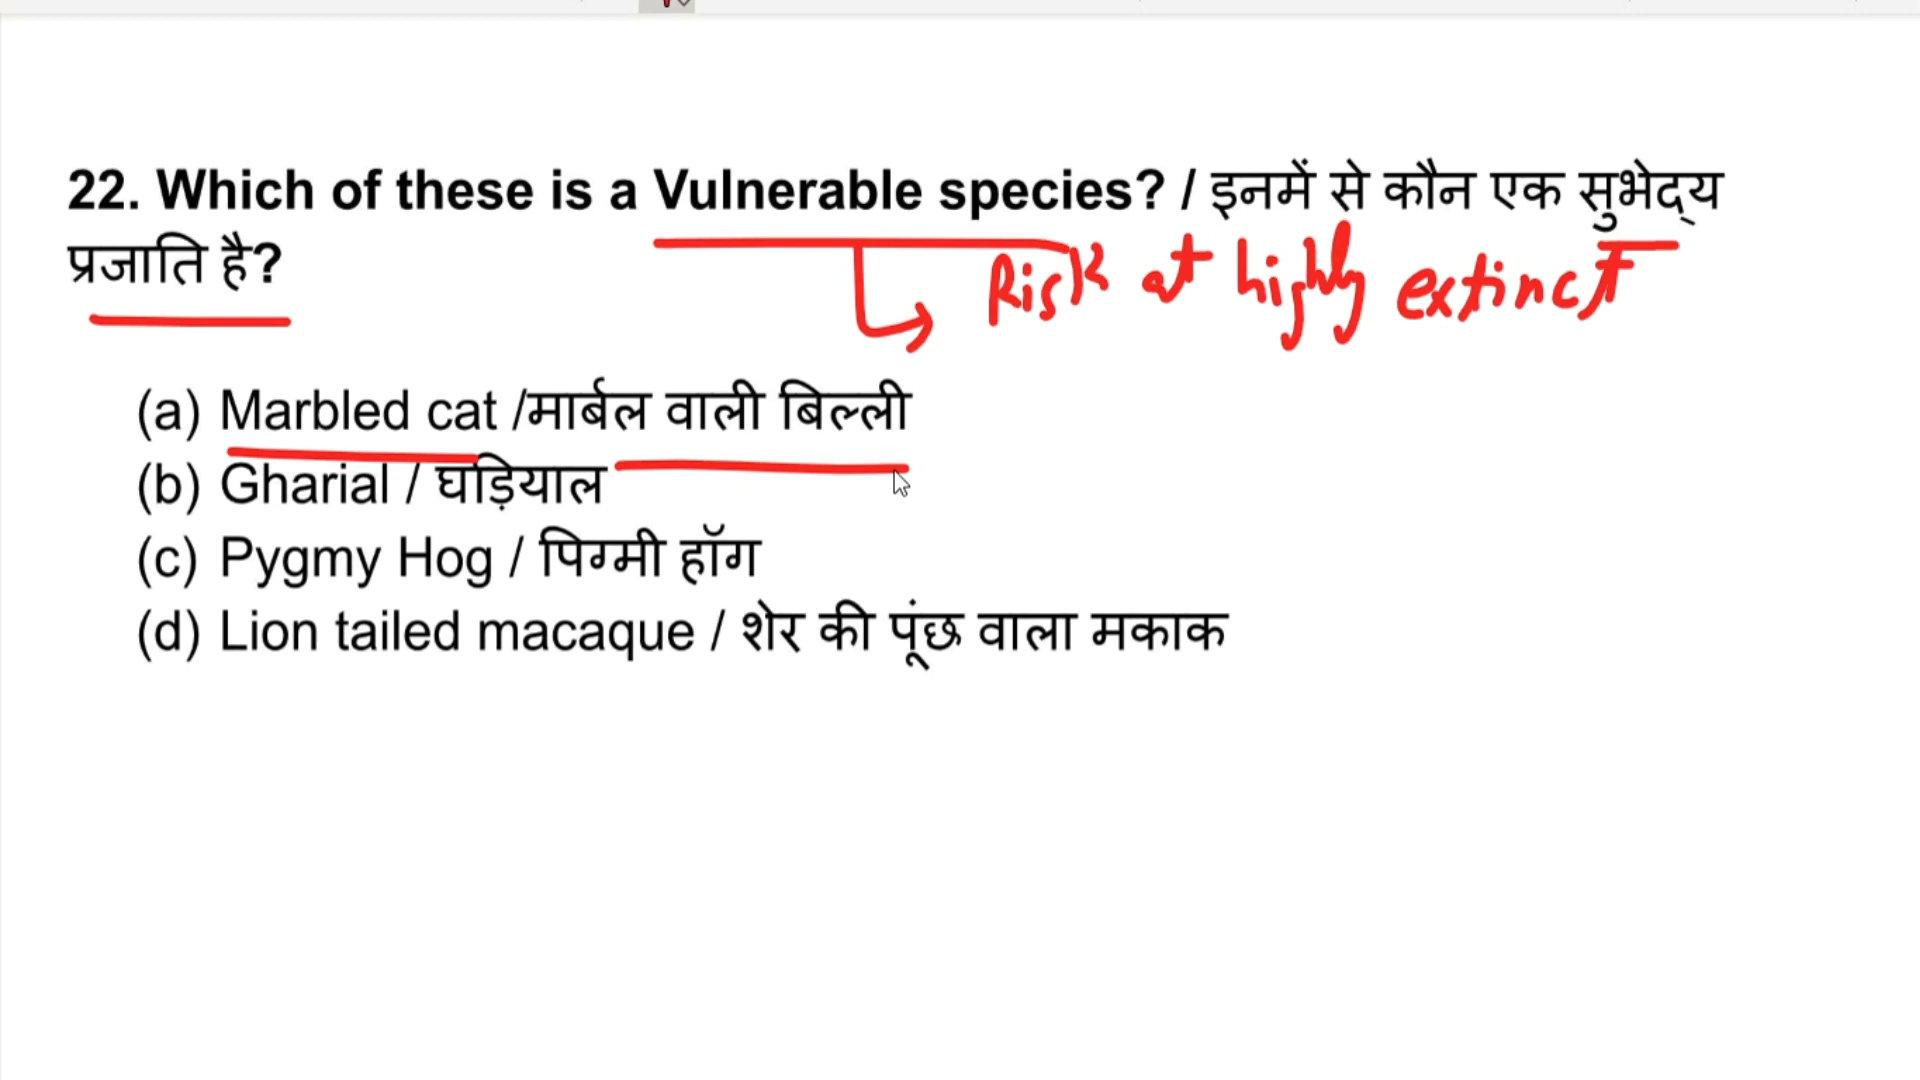 22. Which of these is a Vulnerable species? / इनमें से कौन एक सुभेद्य
प्रजाति है?
Risk at highly extinct
(a) Marbled cat /मार्बल वाली बिल्ली
(b) Gharial / घड़ियाल
(c) Pygmy Hog / पिग्मी हॉग
(d) Lion tailed macaque / शेर की पूंछ वाला मकाक